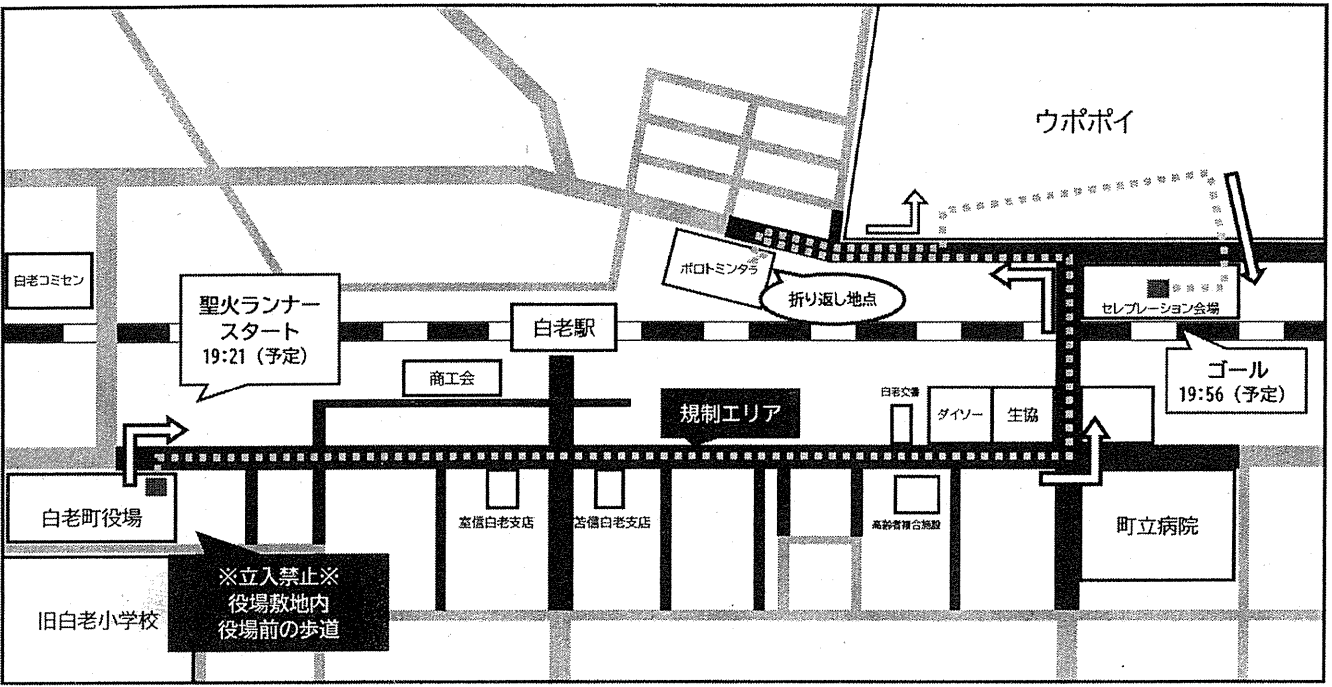 ウポポイ
白老コミセン
聖火ランナー
スタート
19:21（予定）
ポロトミンタラ
折り返し地点
セレブレーション会場
白老駅
商工会
ゴール
19:56（予定）
規制エリア
白老交番
ダイソー
生協
白老町役場
室信白老支店
苫信白老支店
高齢者複合施設
町立病院
※立入禁止※
役場敷地内
役場前の歩道
旧白老小学校